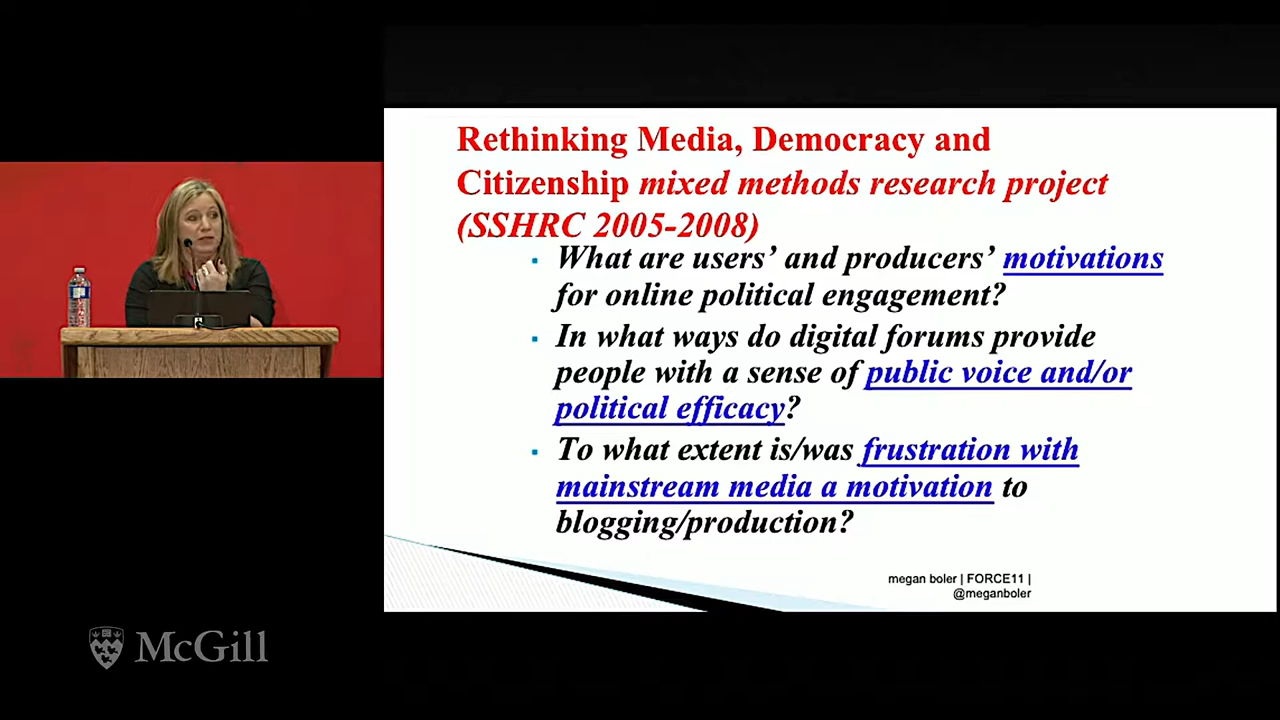 Rethinking Media, Democracy and
Citizenship mixed methods research project
(SSHRC 2005-2008)
▪ What are users’ and producers’ motivations
for online political engagement?
▪ In what ways do digital forums provide
people with a sense of public voice and/or
political efficacy?
▪ To what extent is/was frustration with
mainstream media a motivation to
blogging/production?
megan boler | FORCE11 |
@meganboler
McGill